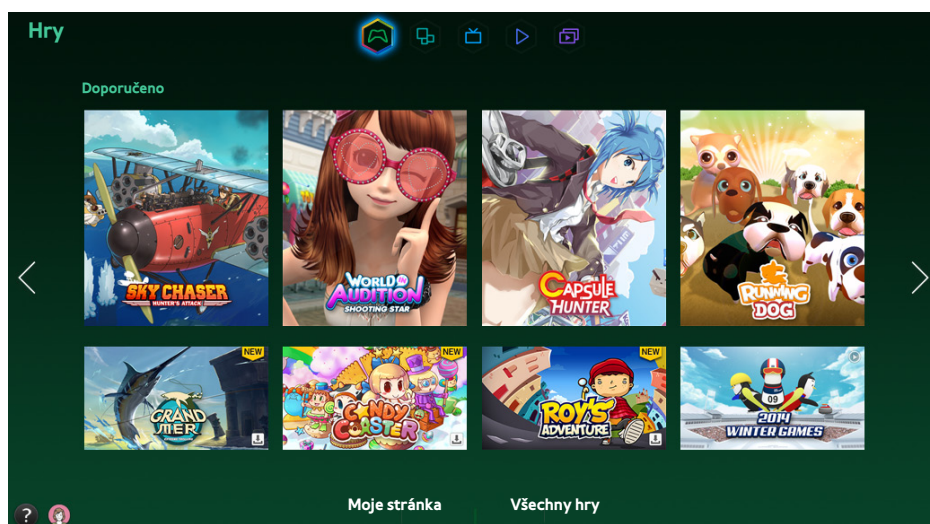 Hry
Doporučeno
SKY CHASER
HUNTER'S ATTACK
WORLD IN
AUDITION
SHOOTING STAR
CAPSULE
HUNTER
RUNNING
DOG
NEW
GRAND
MER
NEW
CANDY
COASTER
NEW
ROY'S
ADVENTURE
09
2014
WINTER GAMES
Moje stránka
Všechny hry
?